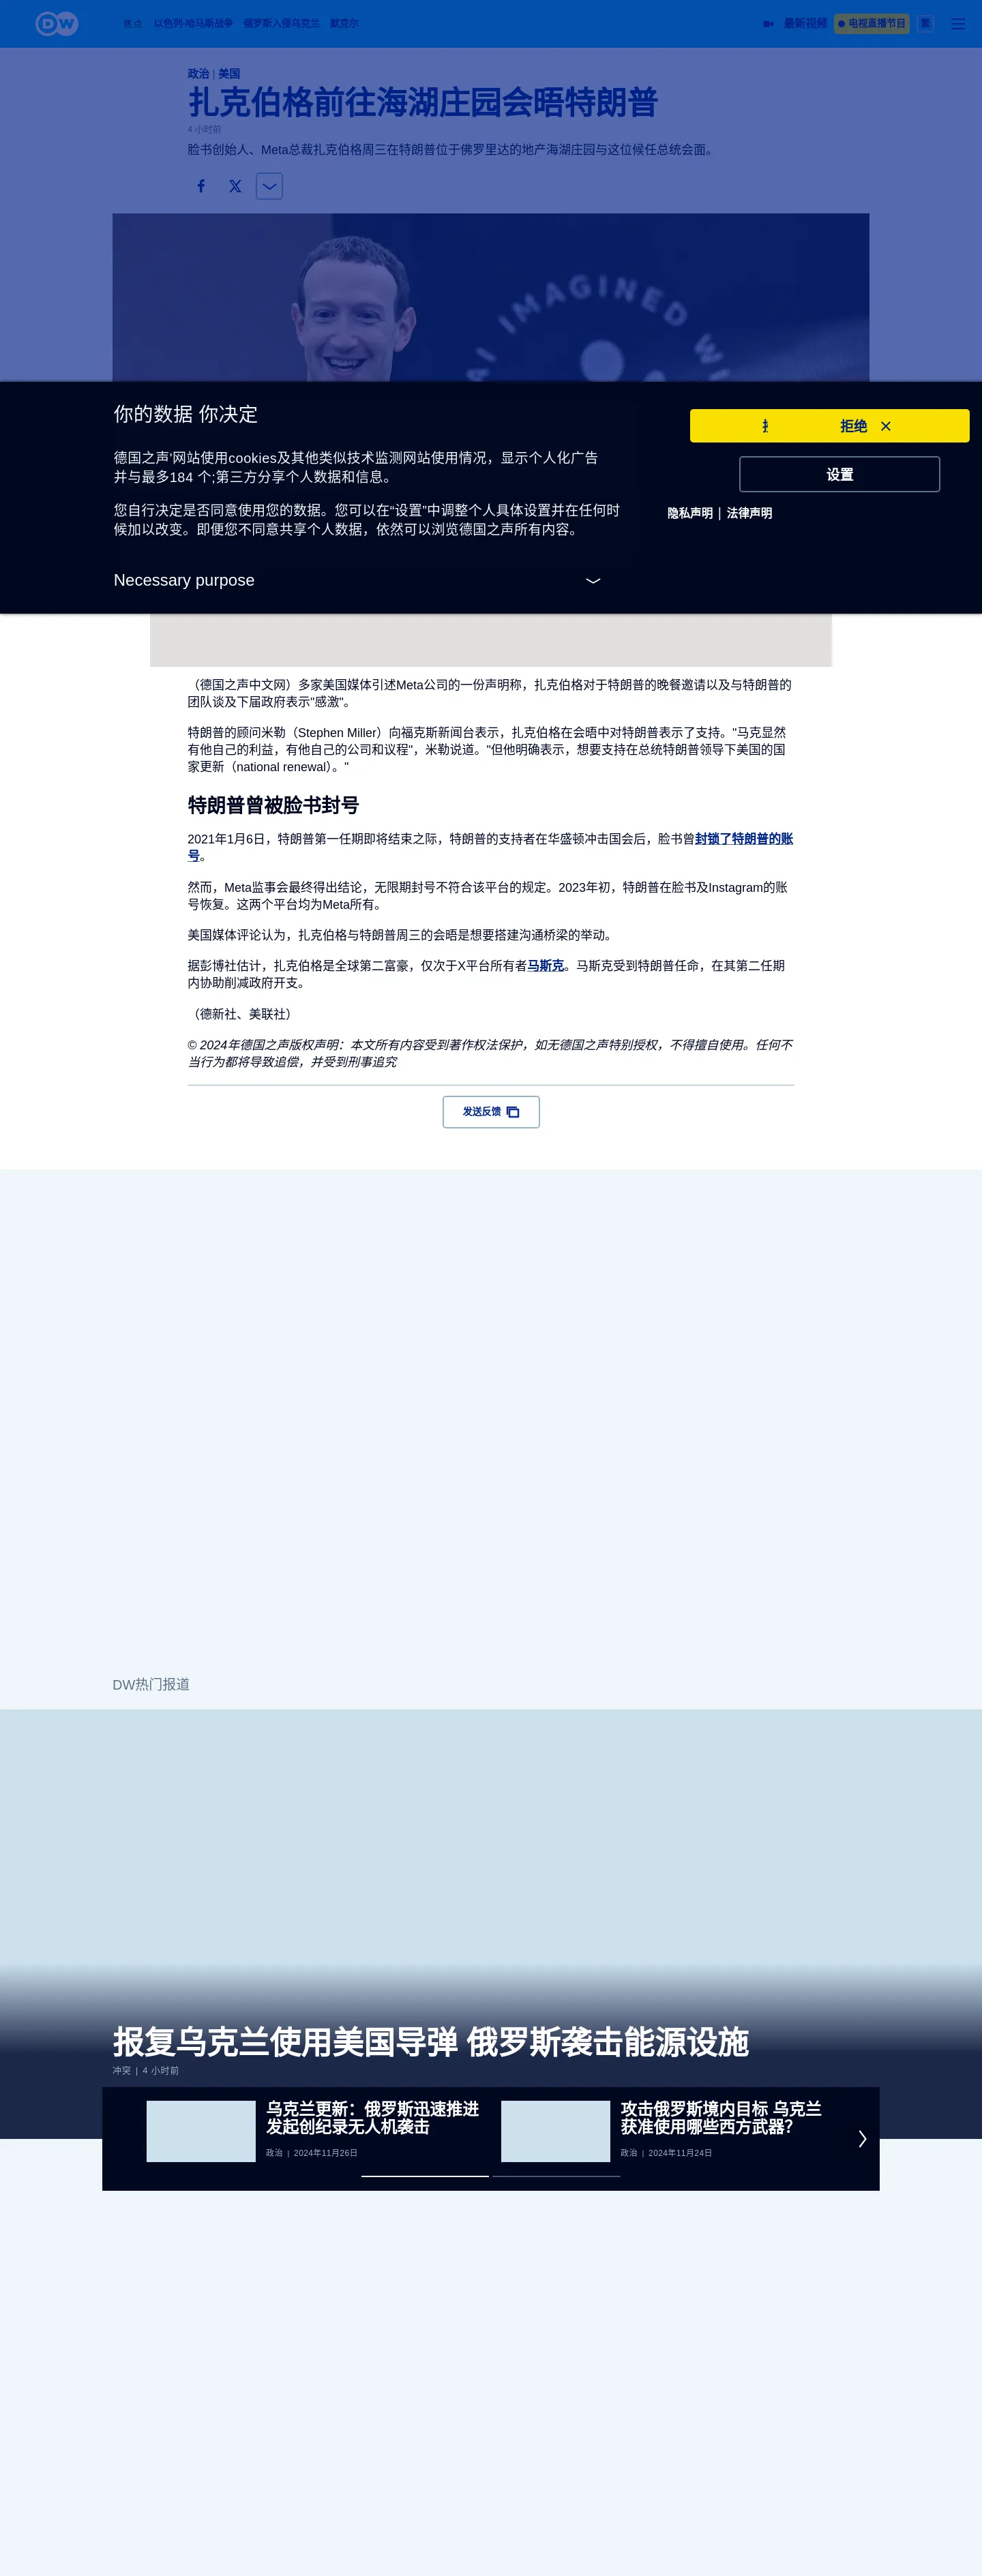 DW
焦点 以色列-哈马斯战争 俄罗斯入侵乌克兰 默克尔
最新视频 电视直播节目 繁
政治 | 美国
扎克伯格前往海湖庄园会晤特朗普
4 小时前
脸书创始人、Meta总裁扎克伯格周三在特朗普位于佛罗里达的地产海湖庄园与这位候任总统会面。
IMAGINED
你的数据 你决定
德国之声'网站使用cookies及其他类似技术监测网站使用情况，显示个人化广告
并与最多184 个;第三方分享个人数据和信息。
您自行决定是否同意使用您的数据。您可以在“设置”中调整个人具体设置并在任何时
候加以改变。即便您不同意共享个人数据，依然可以浏览德国之声所有内容。
Necessary purpose
拒绝
设置
隐私声明 | 法律声明
（德国之声中文网）多家美国媒体引述Meta公司的一份声明称，扎克伯格对于特朗普的晚餐邀请以及与特朗普的
团队谈及下届政府表示"感激"。
特朗普的顾问米勒（Stephen Miller）向福克斯新闻台表示，扎克伯格在会晤中对特朗普表示了支持。"马克显然
有他自己的利益，有他自己的公司和议程"，米勒说道。"但他明确表示，想要支持在总统特朗普领导下美国的国
家更新（national renewal）。"
特朗普曾被脸书封号
2021年1月6日，特朗普第一任期即将结束之际，特朗普的支持者在华盛顿冲击国会后，脸书曾封锁了特朗普的账
号。
然而，Meta监事会最终得出结论，无限期封号不符合该平台的规定。2023年初，特朗普在脸书及Instagram的账
号恢复。这两个平台均为Meta所有。
美国媒体评论认为，扎克伯格与特朗普周三的会晤是想要搭建沟通桥梁的举动。
据彭博社估计，扎克伯格是全球第二富豪，仅次于X平台所有者马斯克。马斯克受到特朗普任命，在其第二任期
内协助削减政府开支。
（德新社、美联社）
© 2024年德国之声版权声明：本文所有内容受到著作权法保护，如无德国之声特别授权，不得擅自使用。任何不
当行为都将导致追偿，并受到刑事追究
发送反馈
DW热门报道
报复乌克兰使用美国导弹 俄罗斯袭击能源设施
冲突 | 4 小时前
乌克兰更新：俄罗斯迅速推进
发起创纪录无人机袭击
政治 | 2024年11月26日
攻击俄罗斯境内目标 乌克兰
获准使用哪些西方武器？
政治 | 2024年11月24日